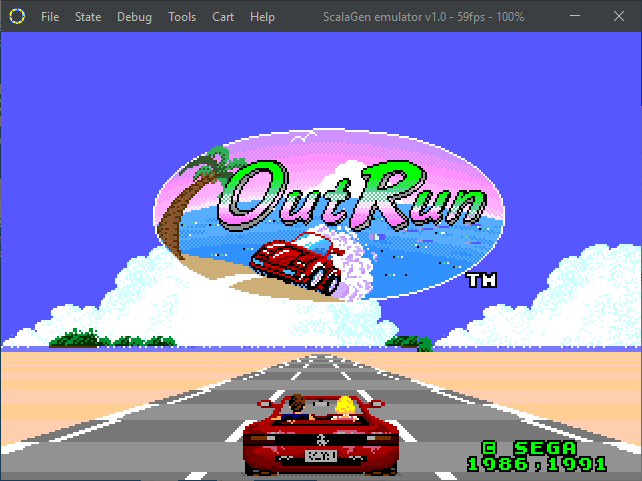 File State Debug Tools Cart Help ScalaGen emulator v1.0 - 59fps - 100%
OutRun
TM
© SEGA
1986,1991